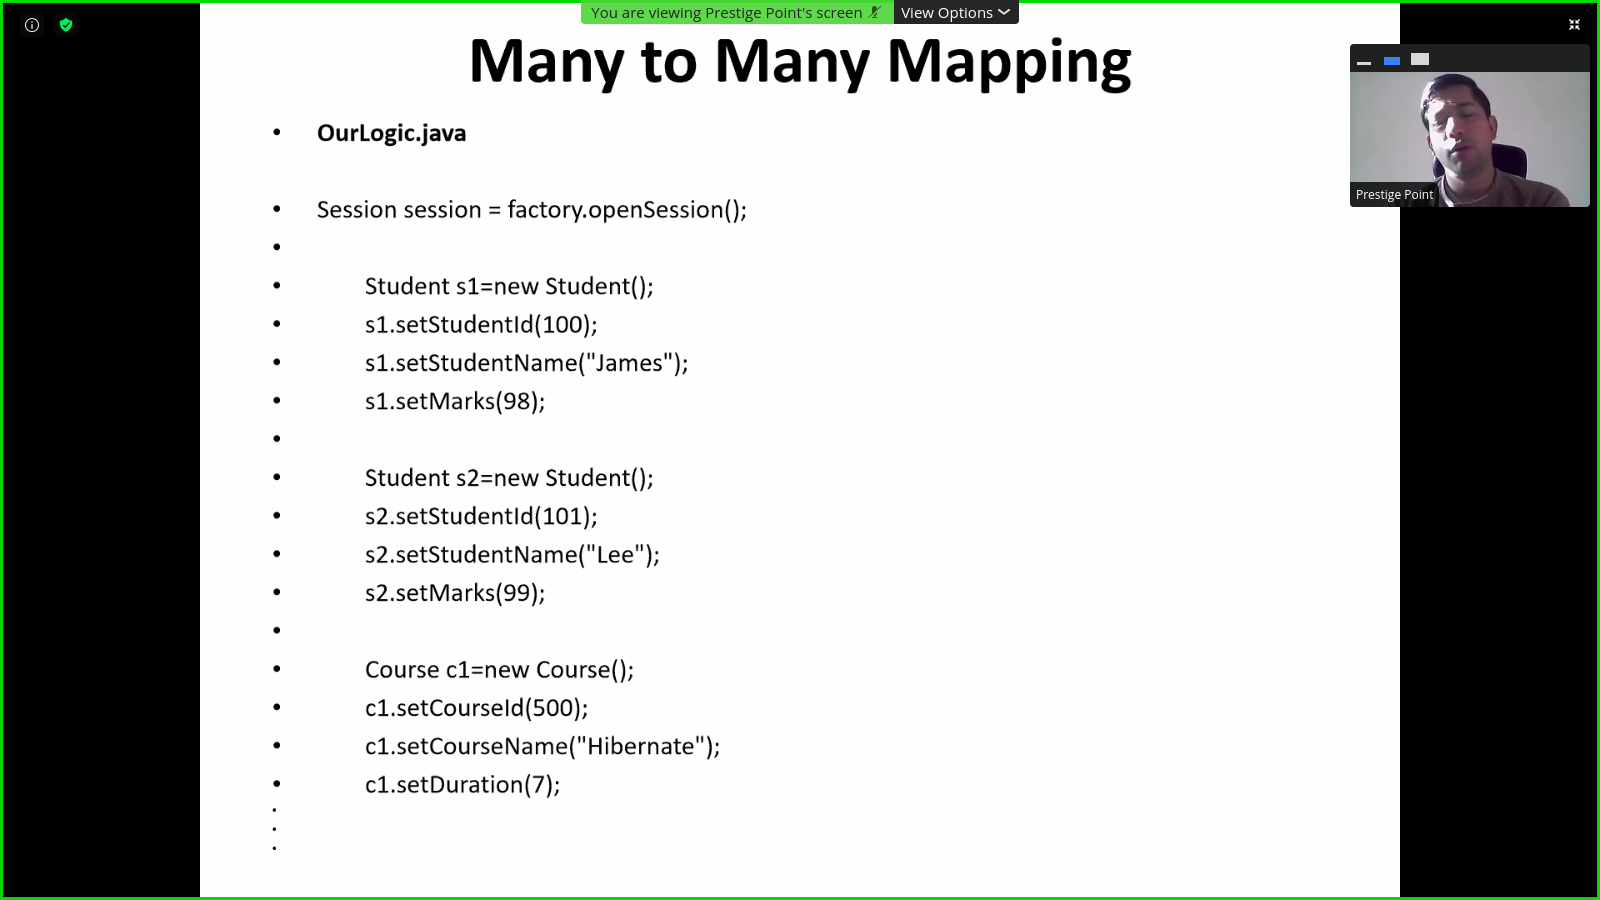 You are viewing Prestige Point's screen
View Options
Many to Many Mapping
Prestige Point
• OurLogic.java
• Session session = factory.openSession();
•
• Student s1=new Student();
• s1.setStudentId(100);
• s1.setStudentName("James");
• s1.setMarks(98);
•
• Student s2=new Student();
• s2.setStudentId(101);
• s2.setStudentName("Lee");
• s2.setMarks(99);
•
• Course c1=new Course();
• c1.setCourseId(500);
• c1.setCourseName("Hibernate");
• c1.setDuration(7);
•
•
•